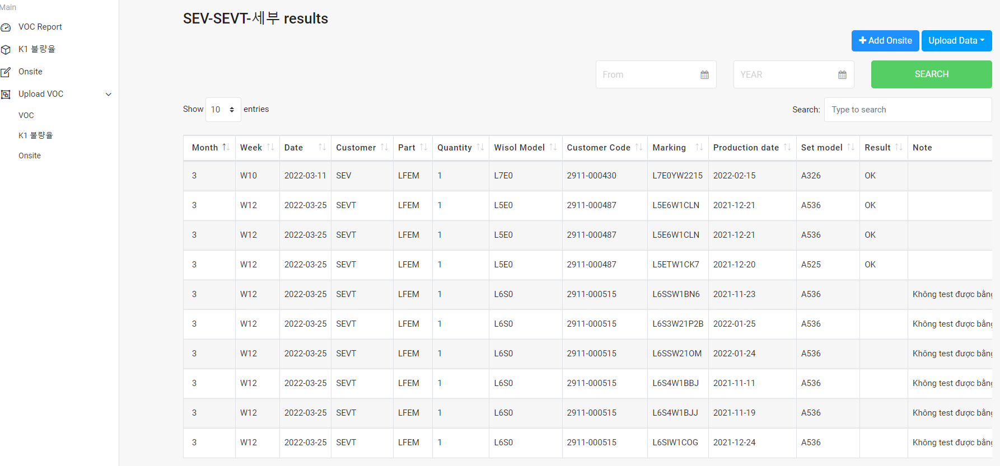 Main
VOC Report
K1 불량율
Onsite
Upload VOC
VOC
K1 불량율
Onsite
SEV-SEVT-세부 results
Add Onsite Upload Data
From YEAR SEARCH
Show 10 entries Search: Type to search
Month Week Date Customer Part Quantity Wisol Model Customer Code Marking Production date Set model Result Note
3 W10 2022-03-11 SEV LFEM 1 L7E0 2911-000430 L7E0YW2215 2022-02-15 A326 OK
3 W12 2022-03-25 SEVT LFEM 1 L5E0 2911-000487 L5E6W1CLN 2021-12-21 A536 OK
3 W12 2022-03-25 SEVT LFEM 1 L5E0 2911-000487 L5E6W1CLN 2021-12-21 A536 OK
3 W12 2022-03-25 SEVT LFEM 1 L5E0 2911-000487 L5ETW1CK7 2021-12-20 A525 OK
3 W12 2022-03-25 SEVT LFEM 1 L6S0 2911-000515 L6SSW1BN6 2021-11-23 A536 Không test được bằng
3 W12 2022-03-25 SEVT LFEM 1 L6S0 2911-000515 L6S3W21P2B 2022-01-25 A536 Không test được bằng
3 W12 2022-03-25 SEVT LFEM 1 L6S0 2911-000515 L6SSW21OM 2022-01-24 A536 Không test được bằng
3 W12 2022-03-25 SEVT LFEM 1 L6S0 2911-000515 L6S4W1BBJ 2021-11-11 A536 Không test được bằng
3 W12 2022-03-25 SEVT LFEM 1 L6S0 2911-000515 L6S4W1BJJ 2021-11-19 A536 Không test được bằng
3 W12 2022-03-25 SEVT LFEM 1 L6S0 2911-000515 L6SIW1COG 2021-12-24 A536 Không test được bằng